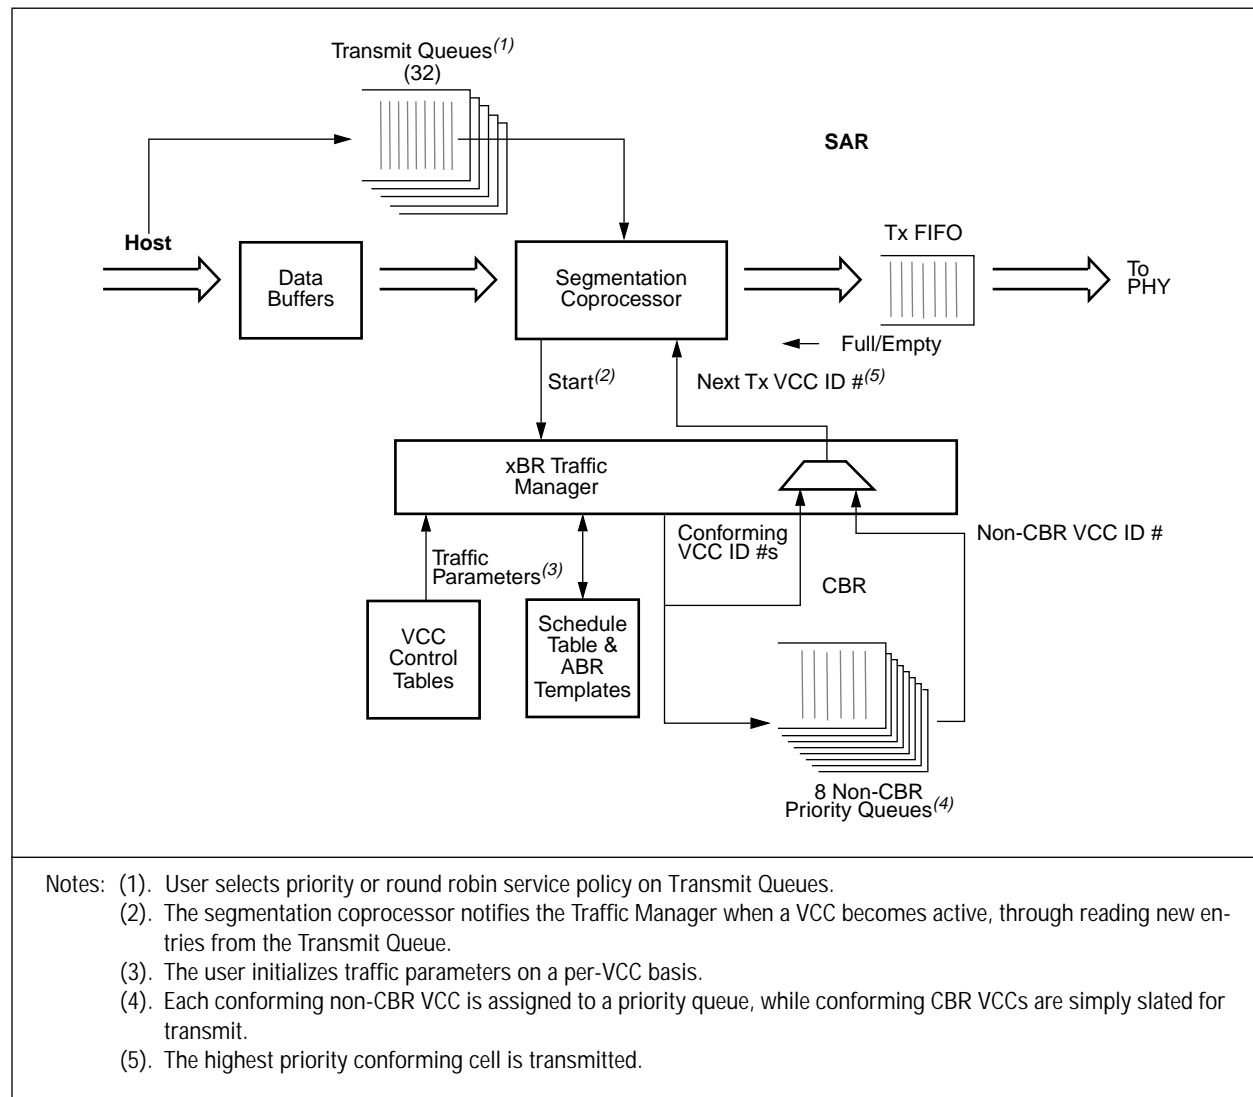 Transmit Queues(1)
(32)
SAR
Host
Tx FIFO
Data
Buffers
Segmentation
Coprocessor
To
PHY
Full/Empty
Start(2)
Next Tx VCC ID #(5)
xBR Traffic
Manager
Conforming
VCC ID #s
Non-CBR VCC ID #
Traffic
Parameters(3)
CBR
VCC
Control
Tables
Schedule
Table &
ABR
Templates
8 Non-CBR
Priority Queues(4)
Notes: (1). User selects priority or round robin service policy on Transmit Queues.
(2). The segmentation coprocessor notifies the Traffic Manager when a VCC becomes active, through reading new en-
tries from the Transmit Queue.
(3). The user initializes traffic parameters on a per-VCC basis.
(4). Each conforming non-CBR VCC is assigned to a priority queue, while conforming CBR VCCs are simply slated for
transmit.
(5). The highest priority conforming cell is transmitted.